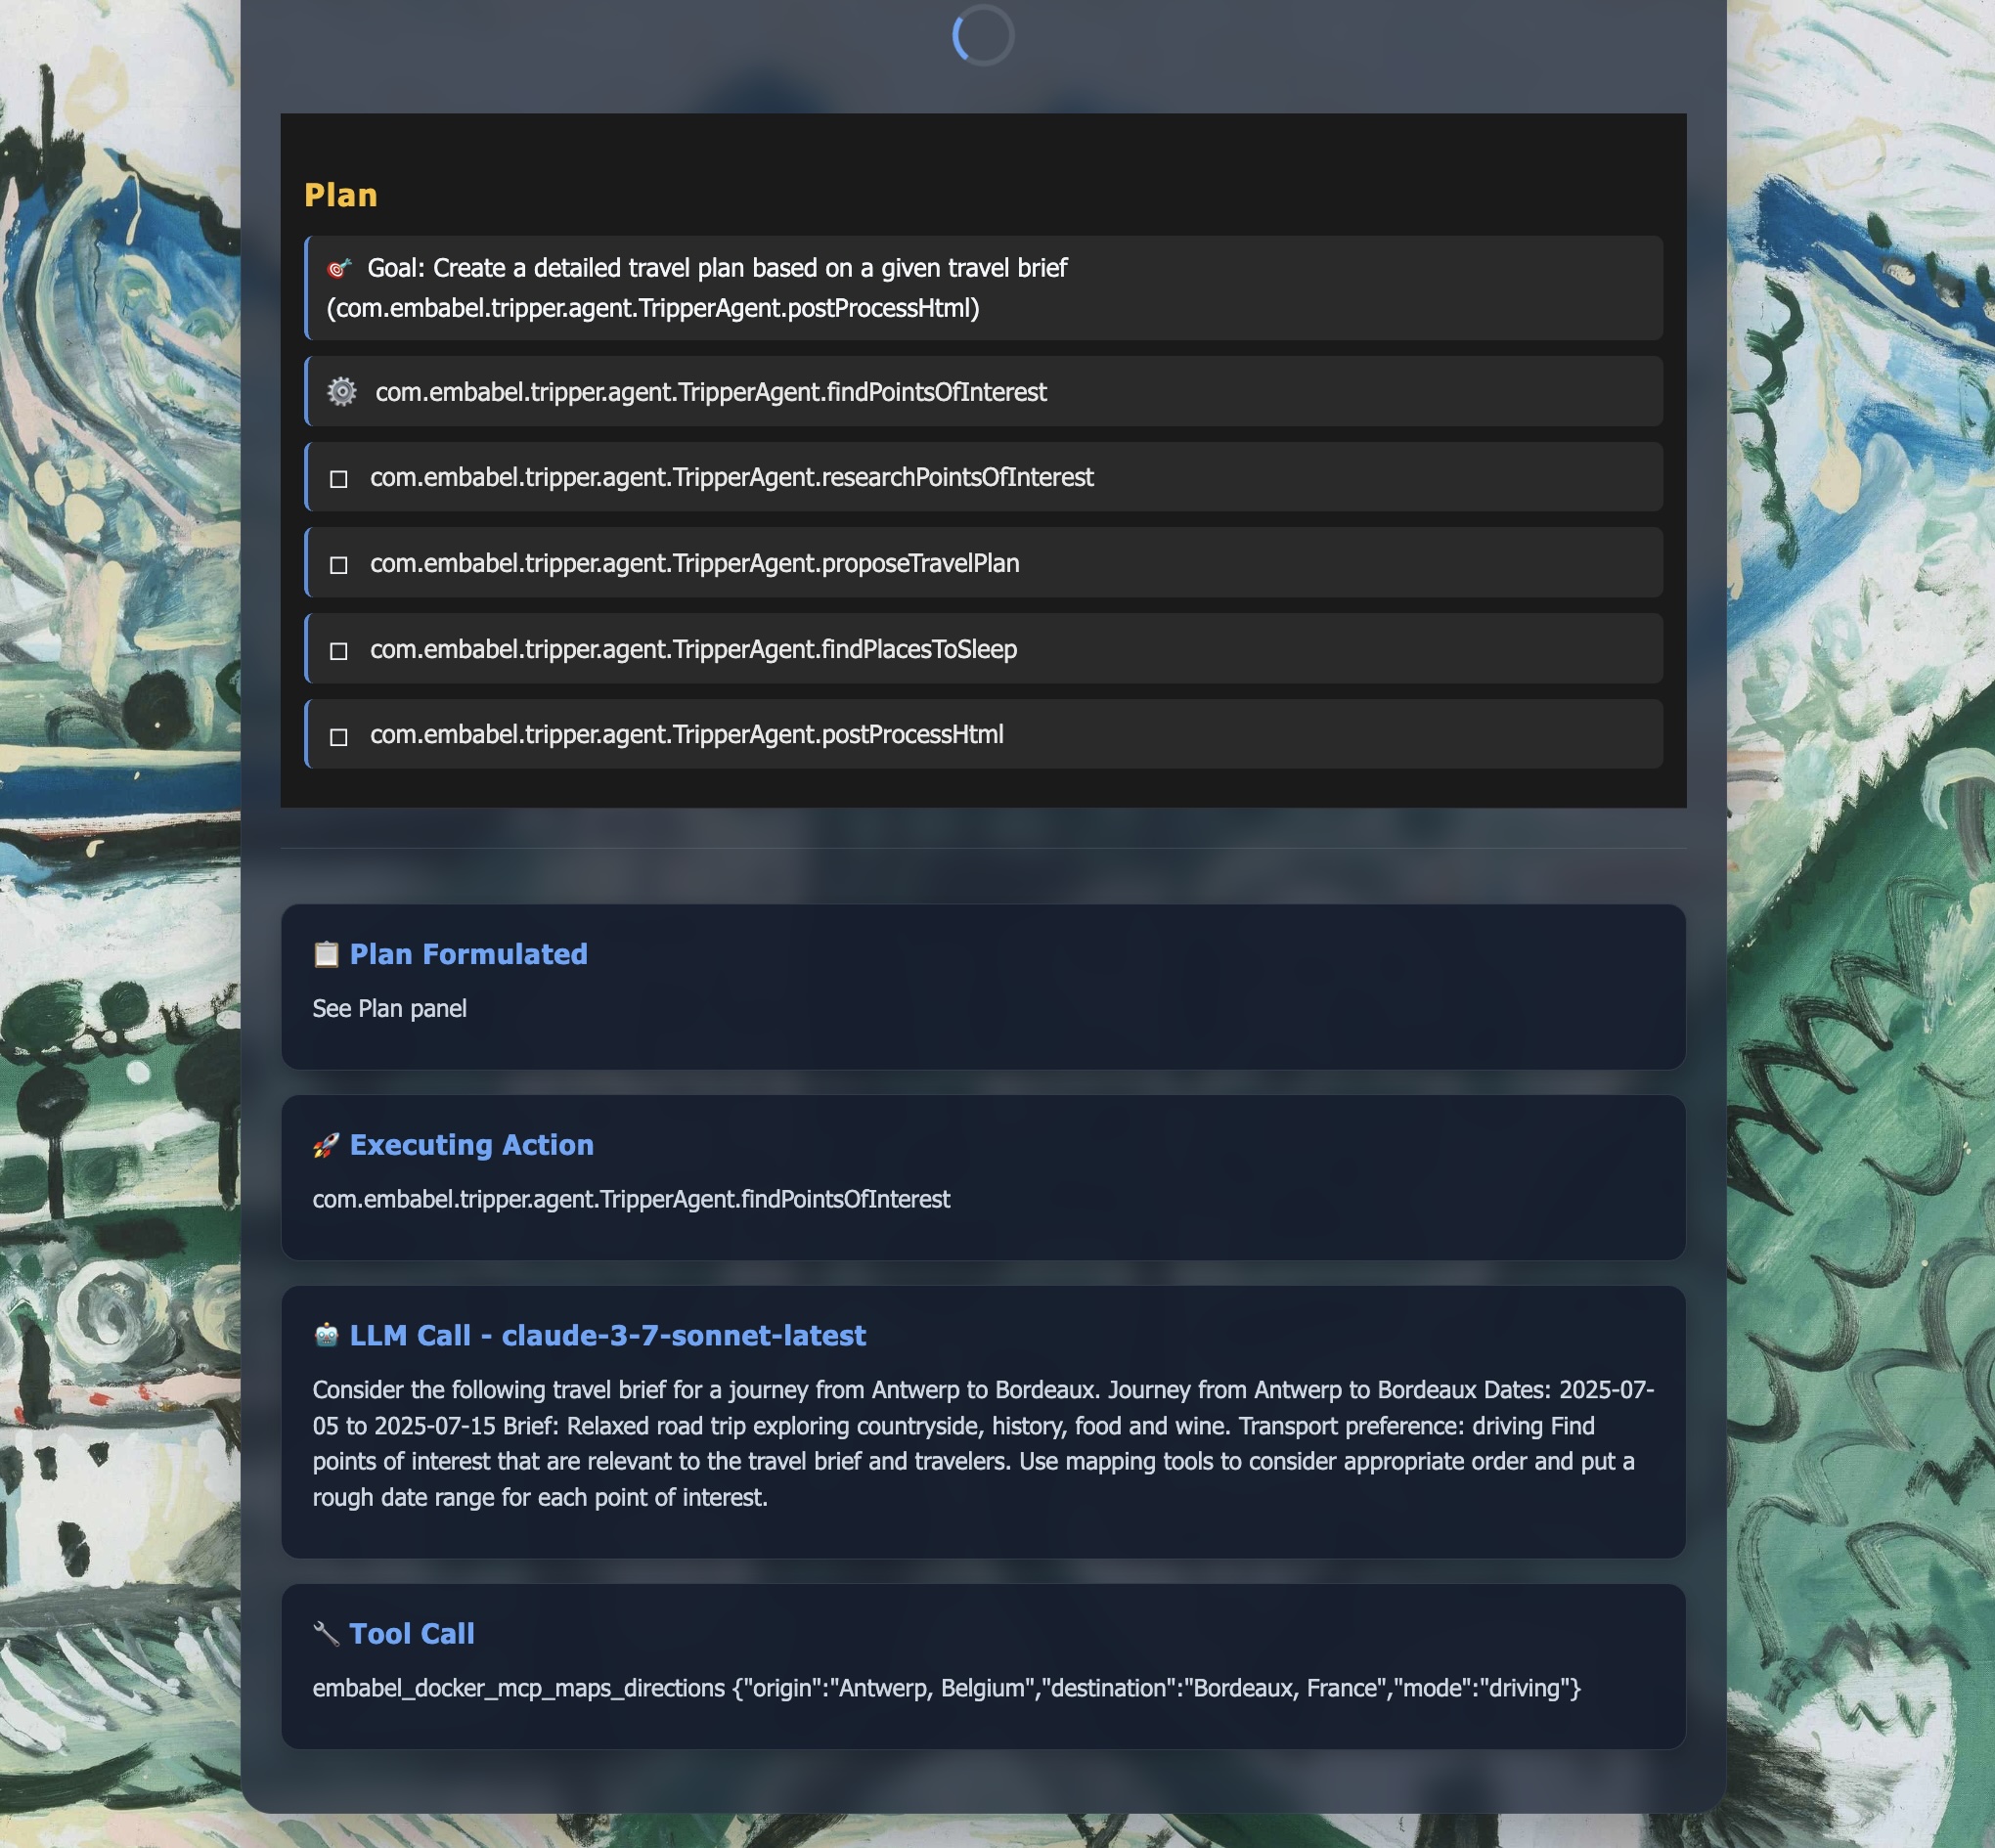 Plan
🎯 Goal: Create a detailed travel plan based on a given travel brief
(com.embabel.tripper.agent.TripperAgent.postProcessHtml)
⚙️ com.embabel.tripper.agent.TripperAgent.findPointsOfInterest
◻ com.embabel.tripper.agent.TripperAgent.researchPointsOfInterest
◻ com.embabel.tripper.agent.TripperAgent.proposeTravelPlan
◻ com.embabel.tripper.agent.TripperAgent.findPlacesToSleep
◻ com.embabel.tripper.agent.TripperAgent.postProcessHtml
📋 Plan Formulated
See Plan panel
🚀 Executing Action
com.embabel.tripper.agent.TripperAgent.findPointsOfInterest
🤖 LLM Call - claude-3-7-sonnet-latest
Consider the following travel brief for a journey from Antwerp to Bordeaux. Journey from Antwerp to Bordeaux Dates: 2025-07-
05 to 2025-07-15 Brief: Relaxed road trip exploring countryside, history, food and wine. Transport preference: driving Find
points of interest that are relevant to the travel brief and travelers. Use mapping tools to consider appropriate order and put a
rough date range for each point of interest.
🔧 Tool Call
embabel_docker_mcp_maps_directions {"origin":"Antwerp, Belgium","destination":"Bordeaux, France","mode":"driving"}